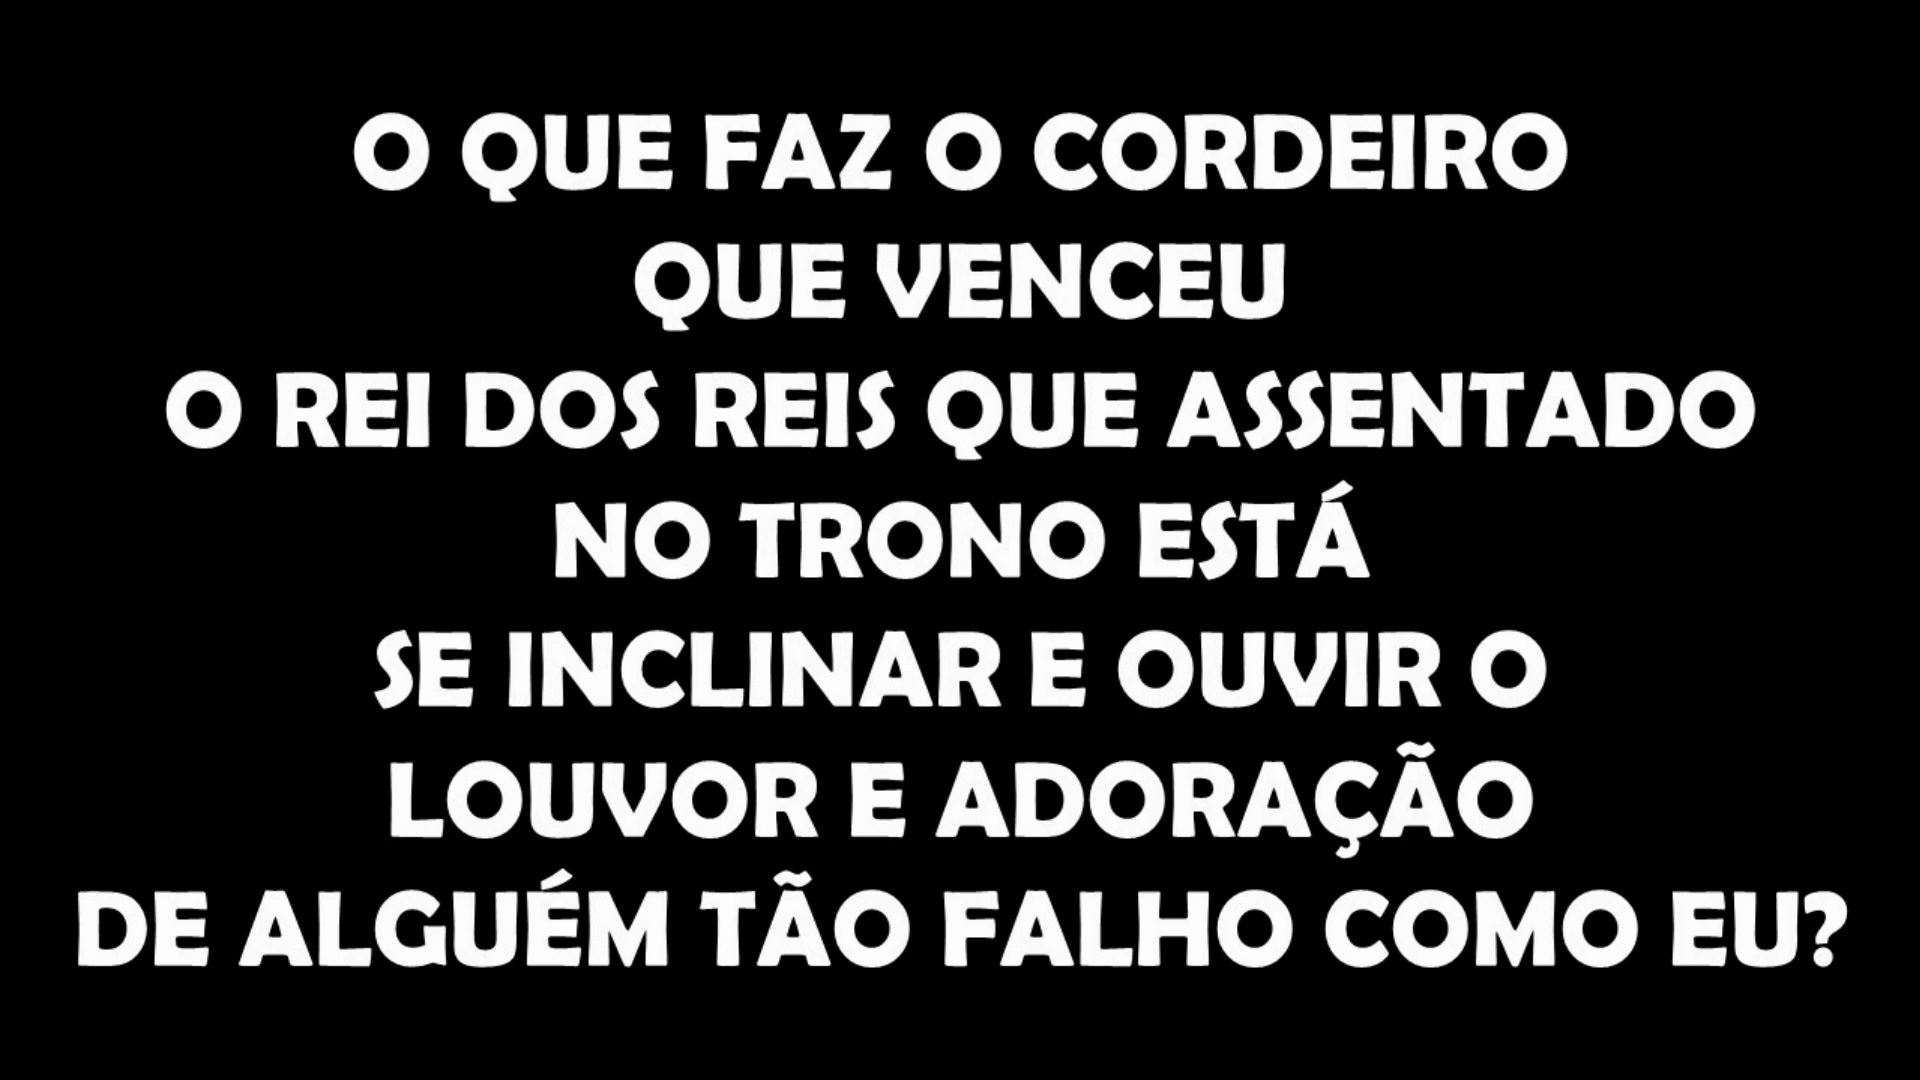 O QUE FAZ O CORDEIRO
QUE VENCEU
O REI DOS REIS QUE ASSENTADO
NO TRONO ESTÁ
SE INCLINAR E OUVIR O
LOUVOR E ADORAÇÃO
DE ALGUÉM TÃO FALHO COMO EU?